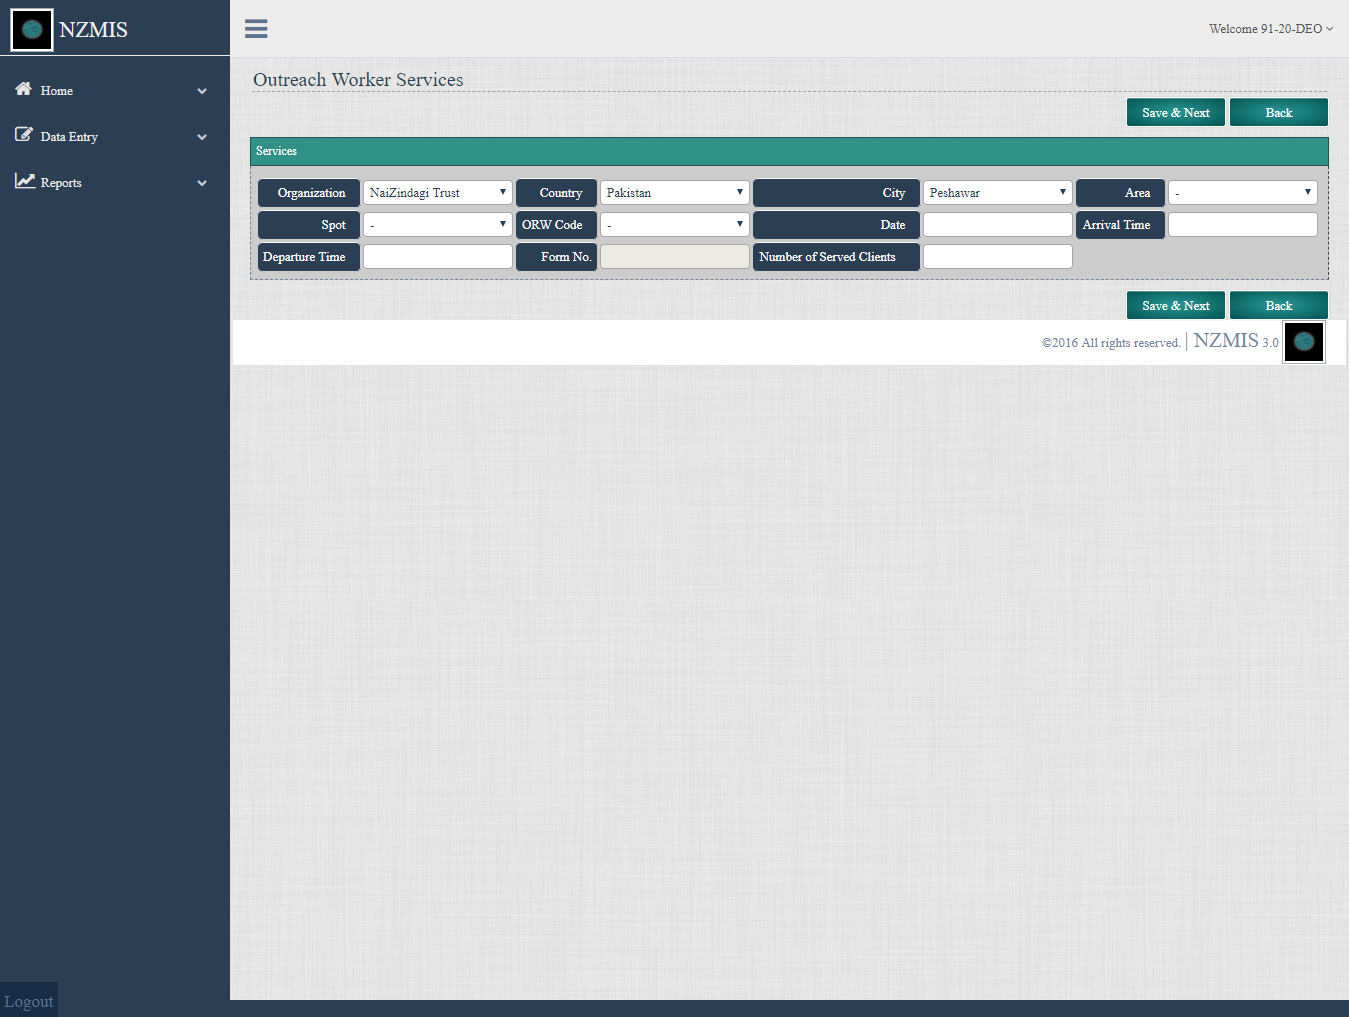 NZMIS
Welcome 91-20-DEO
Home
Data Entry
Reports
Outreach Worker Services
Save & Next Back
Services
Organization NaiZindagi Trust Country Pakistan City Peshawar Area -
Spot - ORW Code - Date Arrival Time
Departure Time Form No. Number of Served Clients
Save & Next Back
©2016 All rights reserved. | NZMIS 3.0
Logout